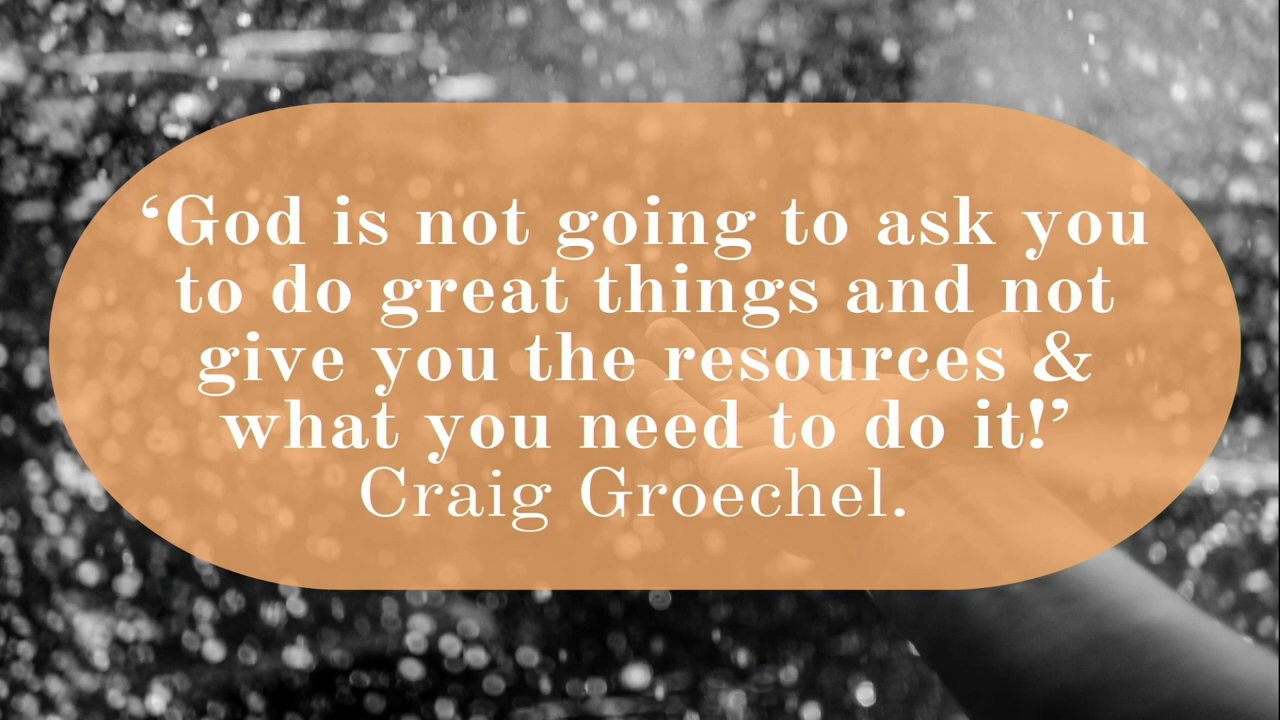 ‘God is not going to ask you
to do great things and not
give you the resources &
what you need to do it!’
Craig Groechel.